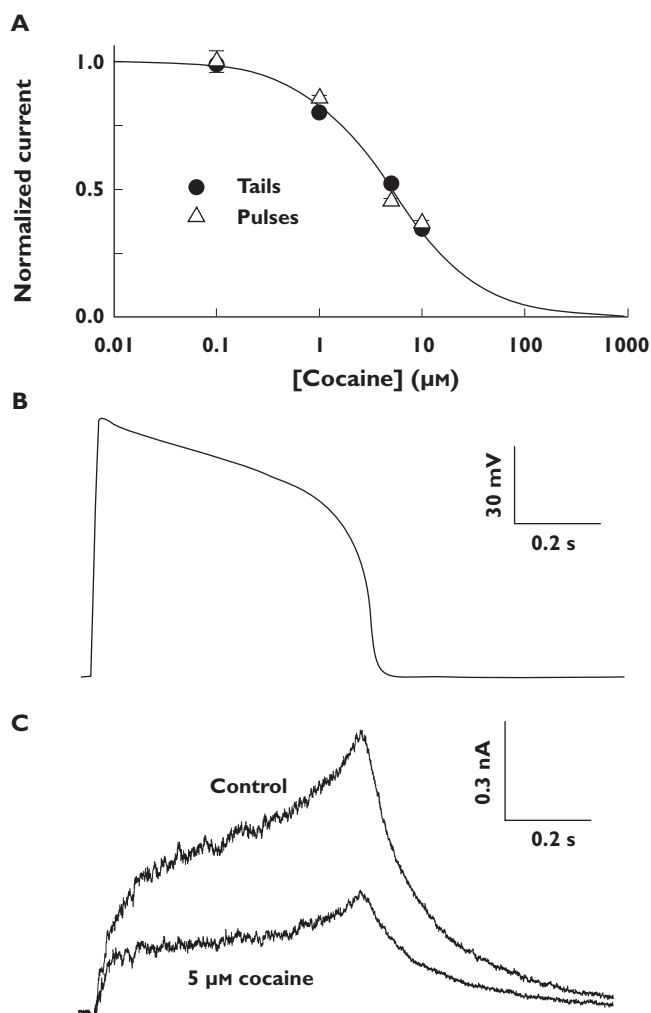 A
Normalized current
1.0
0.5
0.0
Tails
Pulses
0.01 0.1 1 10 100 1000
[Cocaine] (μM)
B
30 mV
0.2 s
C
Control
5 μM cocaine
0.3 nA
0.2 s